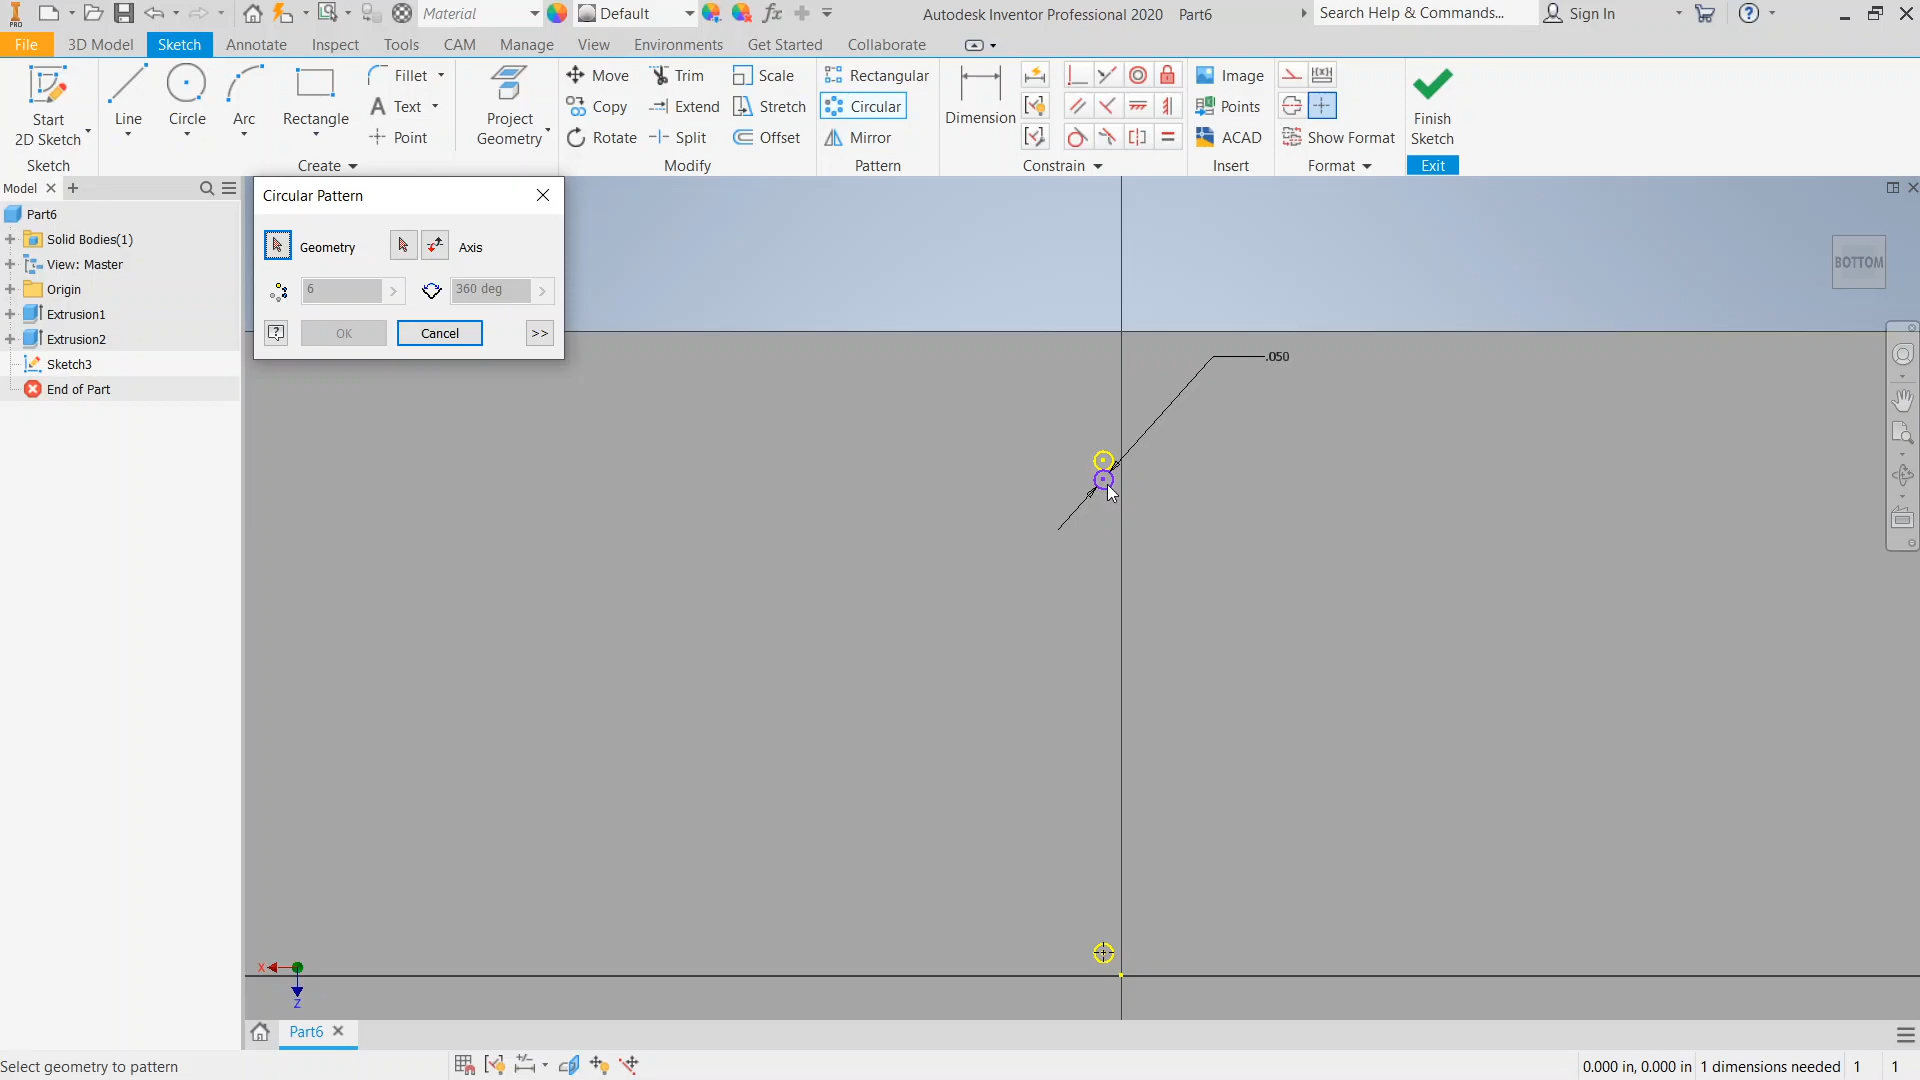 PRO
Material
Default
Autodesk Inventor Professional 2020 Part6
Search Help & Commands...
Sign In
File
3D Model
Sketch
Annotate
Inspect
Tools
CAM
Manage
View
Environments
Get Started
Collaborate
Start
2D Sketch
Line
Circle
Arc
Rectangle
Fillet
Text
Point
Project
Geometry
Move
Copy
Rotate
Trim
Extend
Split
Scale
Stretch
Offset
Rectangular
Circular
Mirror
Dimension
Image
Points
ACAD
Show Format
Finish
Sketch
Sketch
Create
Modify
Pattern
Constrain
Insert
Format
Exit
Model
Part6
Solid Bodies(1)
View: Master
Origin
Extrusion1
Extrusion2
Sketch3
End of Part
Circular Pattern
Geometry
Axis
6
360 deg
OK
Cancel
>>
BOTTOM
.050
X
Z
Part6
Select geometry to pattern
0.000 in, 0.000 in 1 dimensions needed 1 1